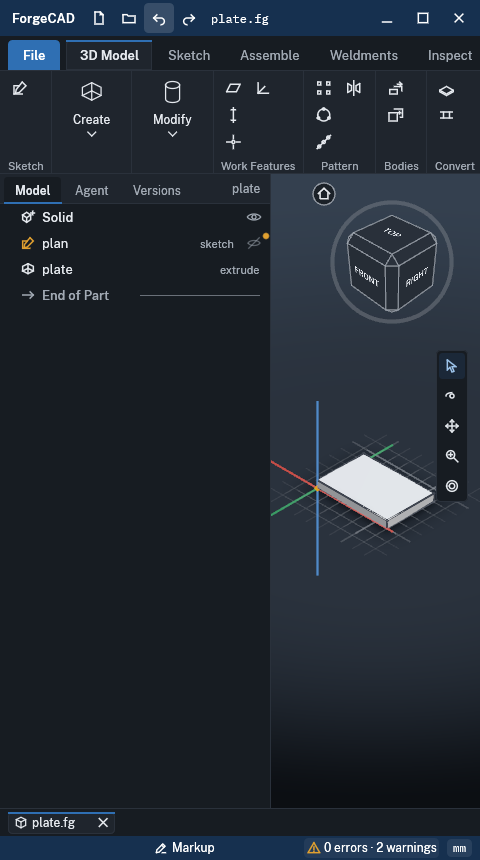 ForgeCAD plate.fg
File 3D Model Sketch Assemble Weldments Inspect
Create Modify
Sketch Work Features Pattern Bodies Convert
Model Agent Versions plate
Solid
plan sketch
plate extrude
End of Part
TOP
FRONT RIGHT
plate.fg
Markup 0 errors · 2 warnings mm